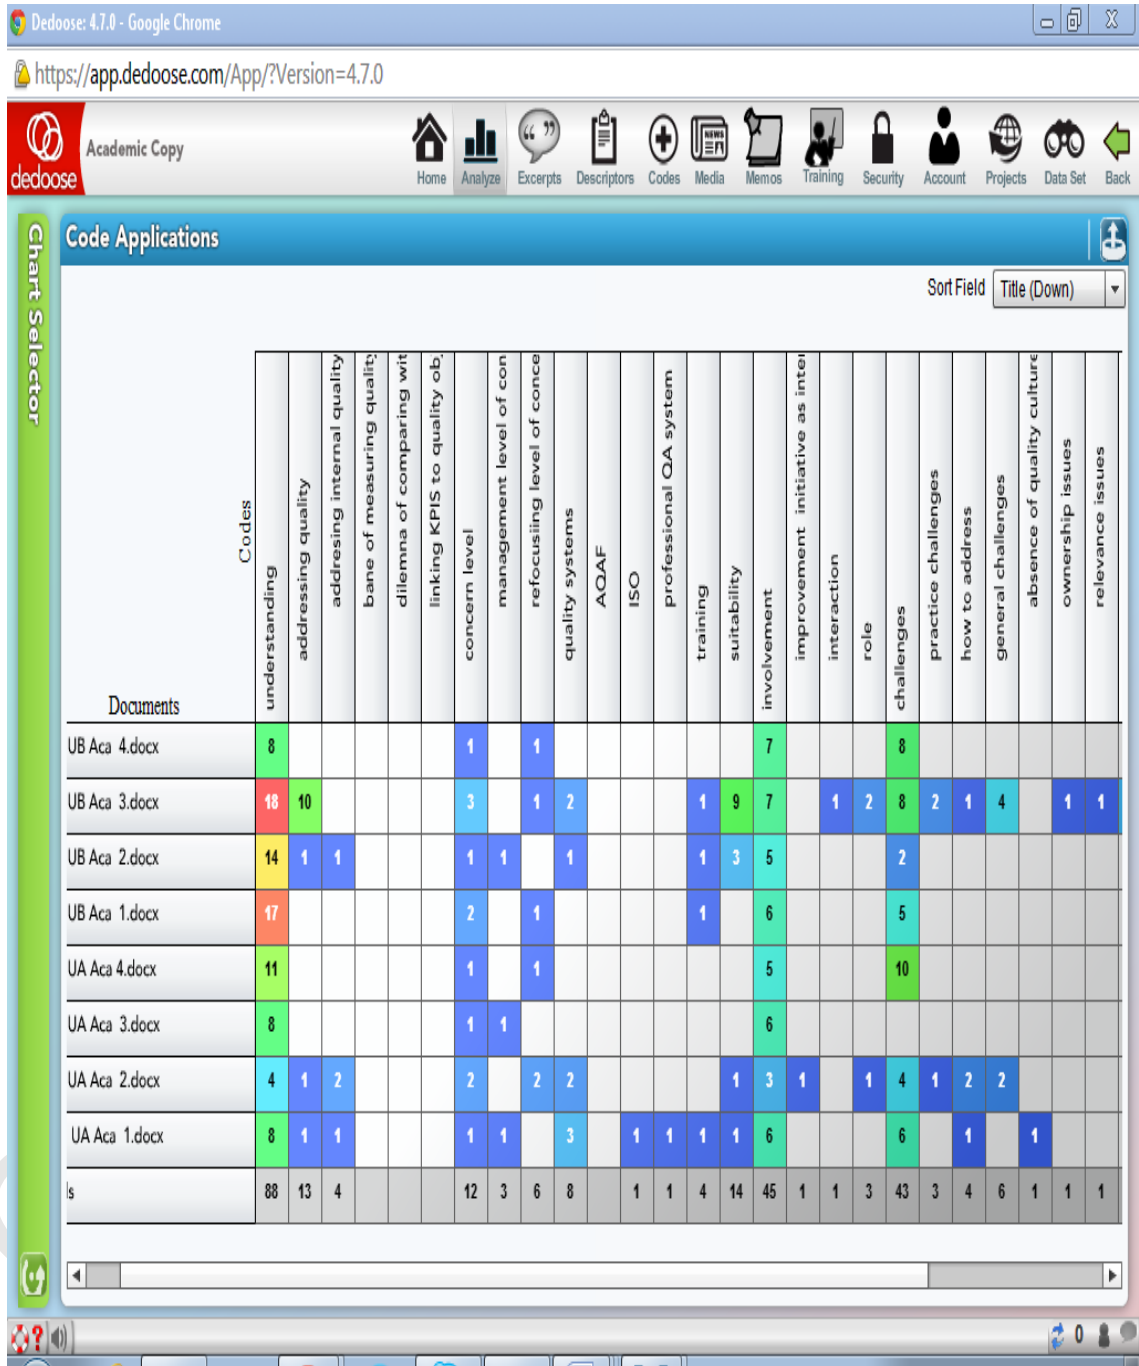 Dedoose: 4.7.0 - Google Chrome
https://app.dedoose.com/App/?Version=4.7.0
dedoose
Academic Copy
Home Analyze Excerpts Descriptors Codes Media Memos Training Security Account Projects Data Set Back
NEWS
Chart Selector
Code Applications
Sort Field Title (Down)
Codes
Documents
understanding
addressing quality
addresing internal quality
bane of measuring quality
dilemna of comparing wit
linking KPIS to quality obj
concern level
management level of con
refocusiing level of conce
quality systems
AQAF
ISO
professional QA system
training
suitability
involvement
improvement initiative as inter
interaction
role
challenges
practice challenges
how to address
general challenges
absence of quality culture
ownership issues
relevance issues
UB Aca 4.docx 8 1 1 7 8
UB Aca 3.docx 18 10 3 1 2 1 9 7 1 2 8 2 1 4 1 1
UB Aca 2.docx 14 1 1 1 1 1 1 3 5 2
UB Aca 1.docx 17 2 1 1 6 5
UA Aca 4.docx 11 1 1 5 10
UA Aca 3.docx 8 1 1 6
UA Aca 2.docx 4 1 2 2 2 2 1 3 1 1 4 1 2 2
UA Aca 1.docx 8 1 1 1 1 3 1 1 1 1 6 6 1 1
ls 88 13 4 12 3 6 8 1 1 4 14 45 1 1 3 43 3 4 6 1 1 1
0